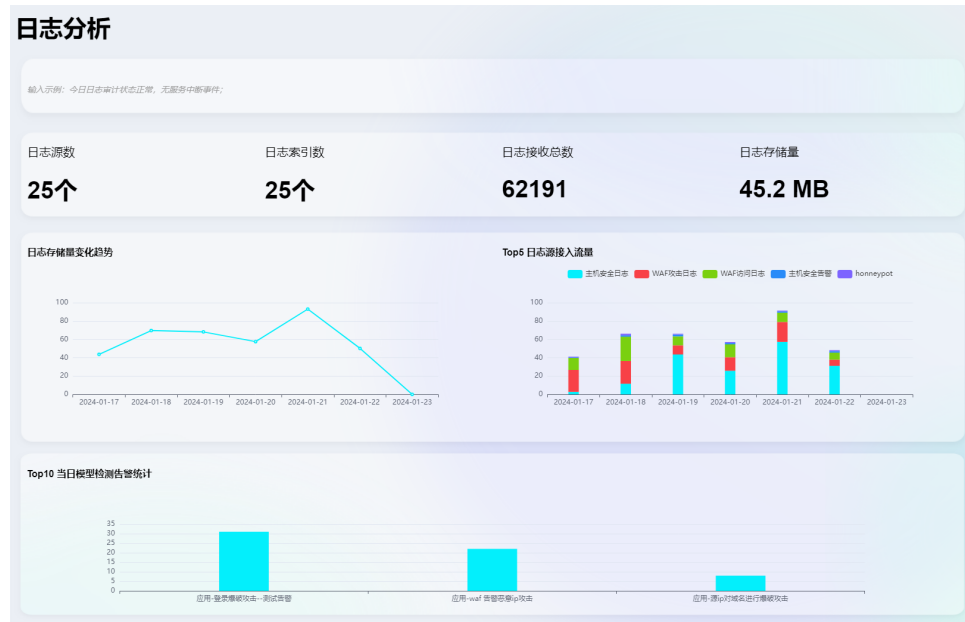 日志分析
输入示例：今日日志审计状态正常，无服务中断事件；
日志源数 日志索引数 日志接收总数 日志存储量
25个 25个 62191 45.2 MB
日志存储量变化趋势
100
80
60
40
20
0
2024-01-17 2024-01-18 2024-01-19 2024-01-20 2024-01-21 2024-01-22 2024-01-23
Top5 日志源接入流量
主机安全日志 WAF攻击日志 WAF访问日志 主机安全告警 honneypot
100
80
60
40
20
0
2024-01-17 2024-01-18 2024-01-19 2024-01-20 2024-01-21 2024-01-22 2024-01-23
Top10 当日模型检测告警统计
35
30
25
20
15
10
5
0
应用-登录爆破攻击--测试告警 应用-waf 告警恶意ip攻击 应用-源ip对域名进行爆破攻击